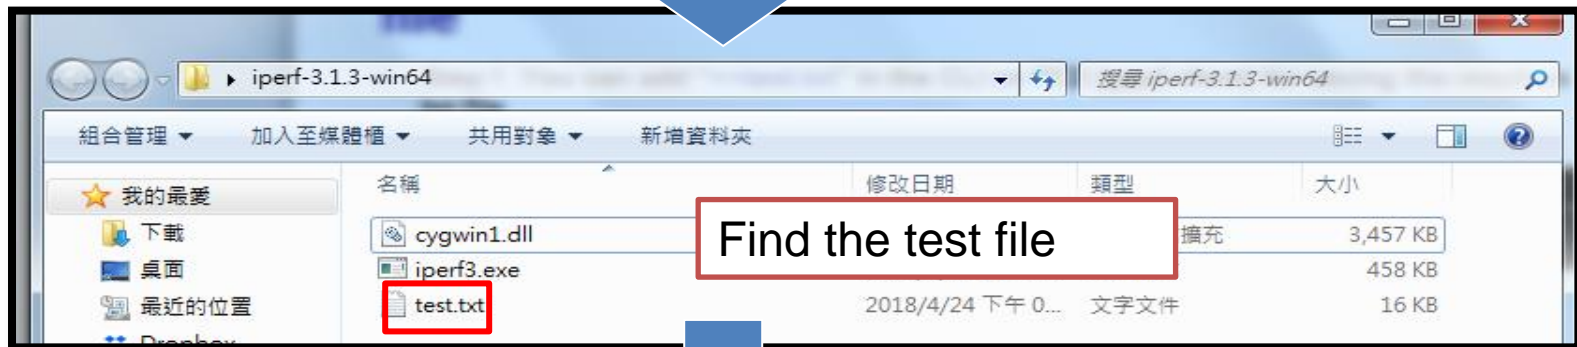 file
iperf-3.1.3-win64
搜尋 iperf-3.1.3-win64
組合管理 加入至媒體櫃 共用對象 新增資料夾
我的最愛
下載
桌面
最近的位置
Dropbox
名稱 修改日期 類型 大小
cygwin1.dll 擴充 3,457 KB
iperf3.exe 458 KB
test.txt 2018/4/24 下午 0... 文字文件 16 KB
Find the test file